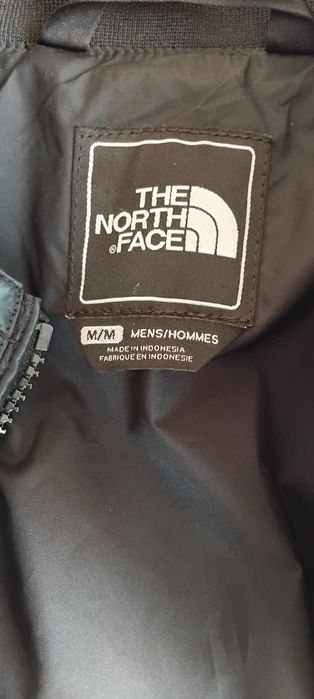 THE
NORTH
®FACE
M/M MENS/HOMMES
MADE IN INDONESIA
FABRIQUE EN INDONESIE